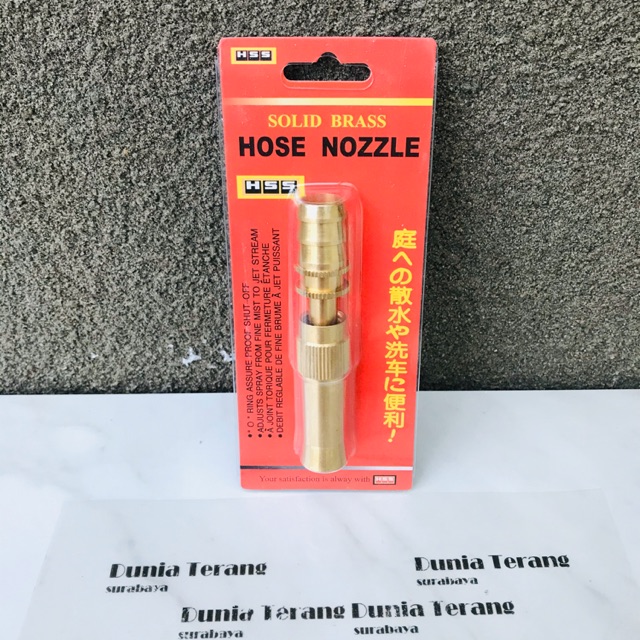 HSS
SOLID BRASS
HOSE NOZZLE
HSS
• "O" RING ASSURE PROOF SHUT-OFF
• ADJUSTS SPRAY FROM FINE MIST TO JET STREAM
• À JOINT TORIQUE POUR FERMETURE ÉTANCHE
• DEBIT REGLABLE DE FINE BRUME À JET PUISSANT
庭への散水や洗车に便利!
Your satisfaction is alway with HSS
Dunia Terang
surabaya
Dunia Terang
surabaya
Dunia Terang
surabaya
Dunia Terang
surabaya